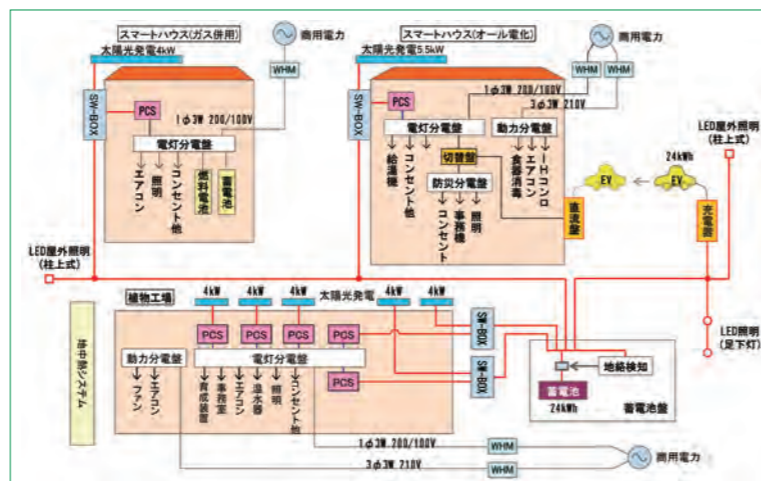 スマートハウス(ガス併用)
商用電力
スマートハウス(オール電化)
商用電力
太陽光発電4kW
太陽光発電5.5kW
WHM
WHM
WHM
SW-BOX
PCS
1φ3W 200/100V
電灯分電盤
エアコン
照明
コンセント他
燃料電池
蓄電池
SW-BOX
PCS
1φ3W 200/100V
3φ3W 210V
電灯分電盤
動力分電盤
給湯機
コンセント他
切替盤
食器消毒
エアコン
IHコンロ
防災分電盤
コンセント
事務機
照明
直流盤
EV
24kWh
EV
充電器
LED屋外照明
(柱上式)
LED屋外照明
(柱上式)
LED照明
(足下灯)
植物工場
4kW
4kW
4kW
太陽光発電
4kW
4kW
地中熱システム
PCS
PCS
PCS
PCS
PCS
SW-BOX
SW-BOX
動力分電盤
電灯分電盤
ファン
エアコン
育成装置
事務室
エアコン
温水器
照明
コンセント他
地絡検知
蓄電池
24kWh
蓄電池盤
1φ3W 200/100V
WHM
3φ3W 210V
WHM
商用電力